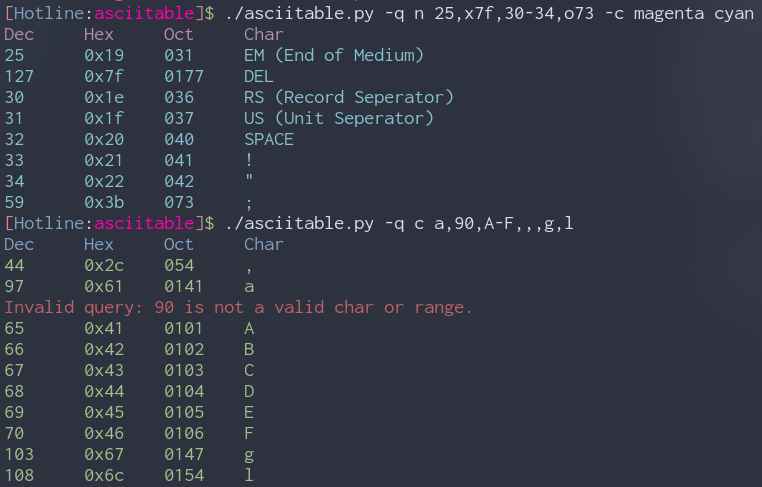 [Hotline:asciitable]$ ./asciitable.py -q n 25,x7f,30-34,o73 -c magenta cyan
Dec     Hex     Oct     Char
25      0x19    031     EM (End of Medium)
127     0x7f    0177    DEL
30      0x1e    036     RS (Record Seperator)
31      0x1f    037     US (Unit Seperator)
32      0x20    040     SPACE
33      0x21    041     !
34      0x22    042     "
59      0x3b    073     ;
[Hotline:asciitable]$ ./asciitable.py -q c a,90,A-F,,,g,l
Dec     Hex     Oct     Char
44      0x2c    054     ,
97      0x61    0141    a
Invalid query: 90 is not a valid char or range.
65      0x41    0101    A
66      0x42    0102    B
67      0x43    0103    C
68      0x44    0104    D
69      0x45    0105    E
70      0x46    0106    F
103     0x67    0147    g
108     0x6c    0154    l